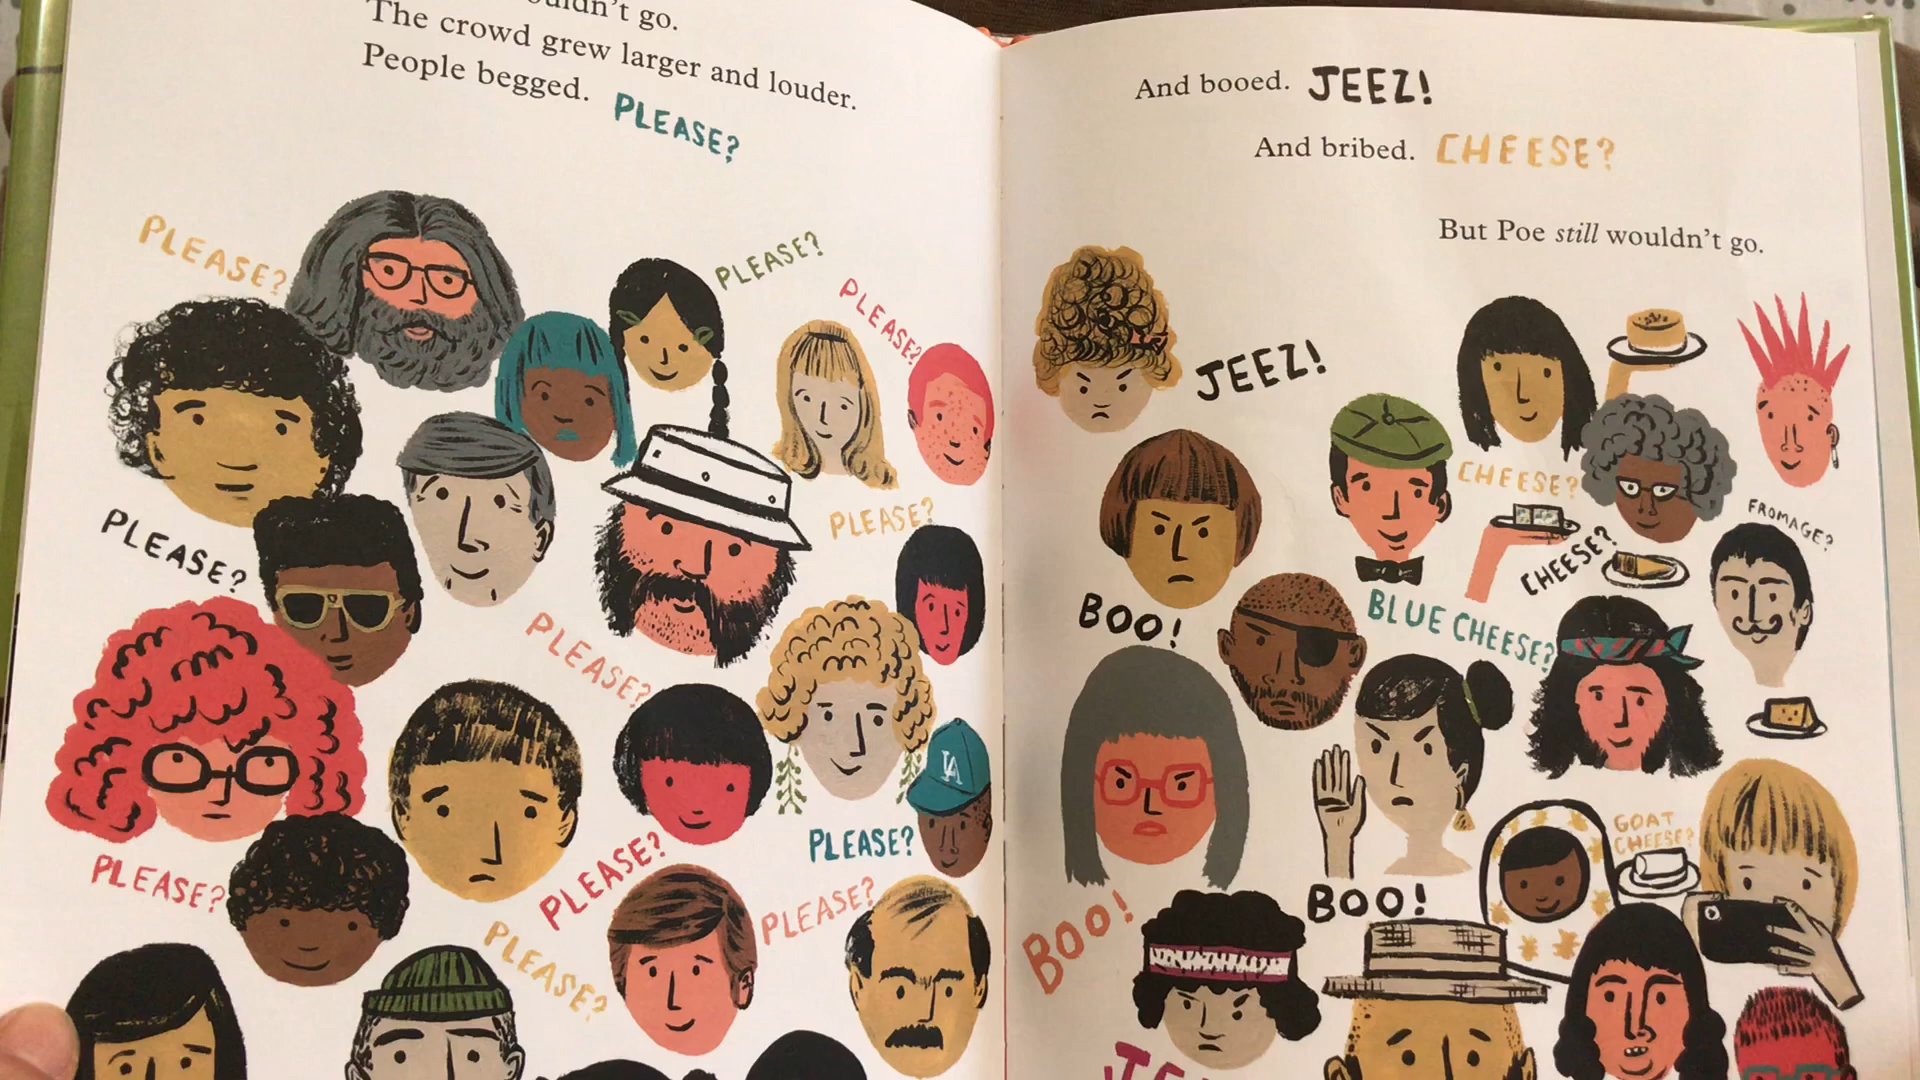 ouldn't go.
The crowd grew larger and louder.
People begged. PLEASE?
PLEASE?
PLEASE?
PLEASE?
PLEASE?
PLEASE?
PLEASE?
LA
PLEASE?
PLEASE?
PLEASE?
PLEASE?
PLEASE?
And booed. JEEZ!
And bribed. CHEESE?
But Poe still wouldn't go.
JEEZ!
CHEESE?
FROMAGE?
CHEESE?
BOO!
BLUE CHEESE?
GOAT
CHEESE?
BOO!
BOO!